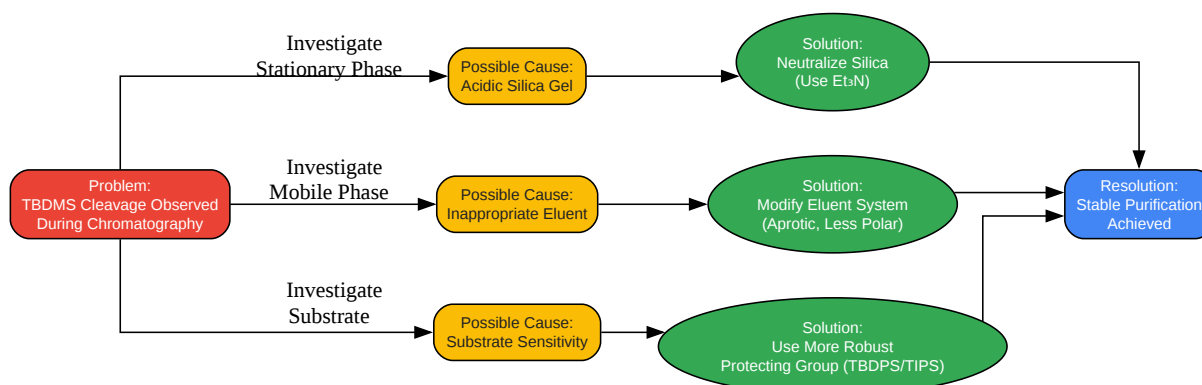 Investigate
Stationary Phase
Possible Cause:
Acidic Silica Gel
Solution:
Neutralize Silica
(Use Et₃N)
Problem:
TBDMS Cleavage Observed
During Chromatography
Investigate
Mobile Phase
Possible Cause:
Inappropriate Eluent
Solution:
Modify Eluent System
(Aprotic, Less Polar)
Resolution:
Stable Purification
Achieved
Investigate
Substrate
Possible Cause:
Substrate Sensitivity
Solution:
Use More Robust
Protecting Group (TBDPS/TIPS)